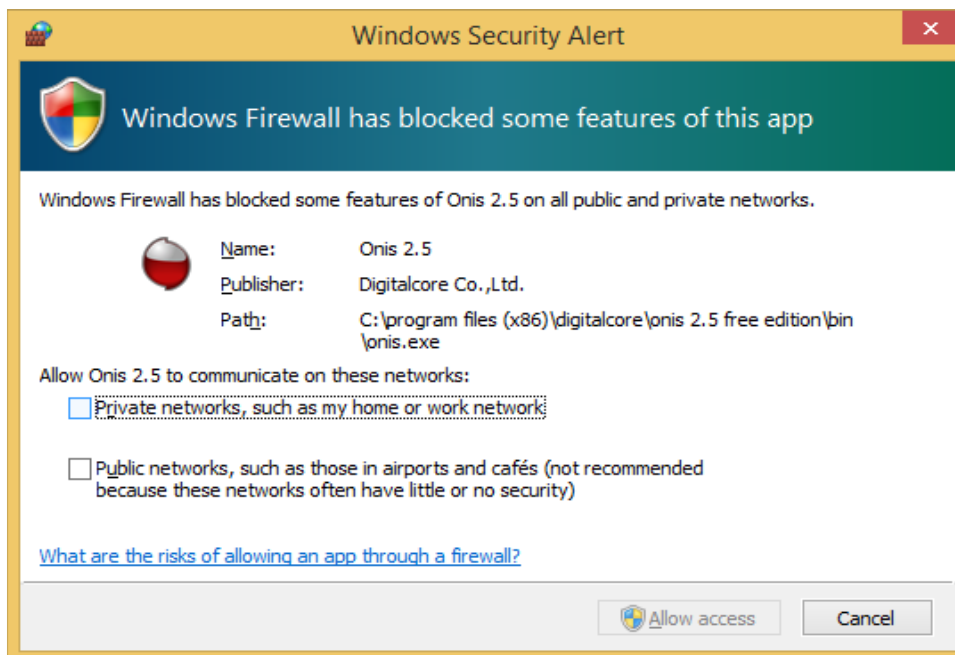 Windows Security Alert
Windows Firewall has blocked some features of this app
Windows Firewall has blocked some features of Onis 2.5 on all public and private networks.
Name: Onis 2.5
Publisher: Digitalcore Co.,Ltd.
Path: C:\program files (x86)\digitalcore\onis 2.5 free edition\bin
\onis.exe
Allow Onis 2.5 to communicate on these networks:
Private networks, such as my home or work network
Public networks, such as those in airports and cafés (not recommended
because these networks often have little or no security)
What are the risks of allowing an app through a firewall?
Allow access Cancel